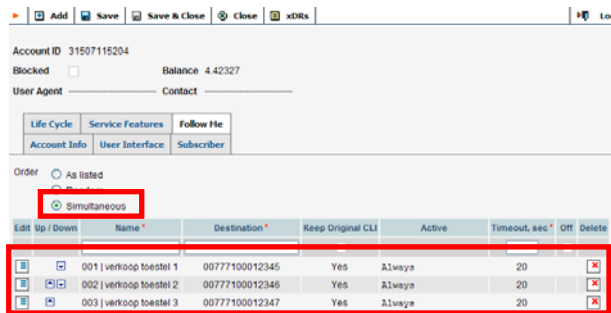 Add Save Save & Close Close xDRs Lo
Account ID 31507115204
Blocked Balance 4.42327
User Agent Contact
Life Cycle Service Features Follow Me
Account Info User Interface Subscriber
Order As listed
Simultaneous
Edit Up / Down Name * Destination * Keep Original CLI Active Timeout, sec * Off Delete
001 | verkoop toestel 1 00777100012345 Yes Always 20
002 | verkoop toestel 2 00777100012346 Yes Always 20
003 | verkoop toestel 3 00777100012347 Yes Always 20